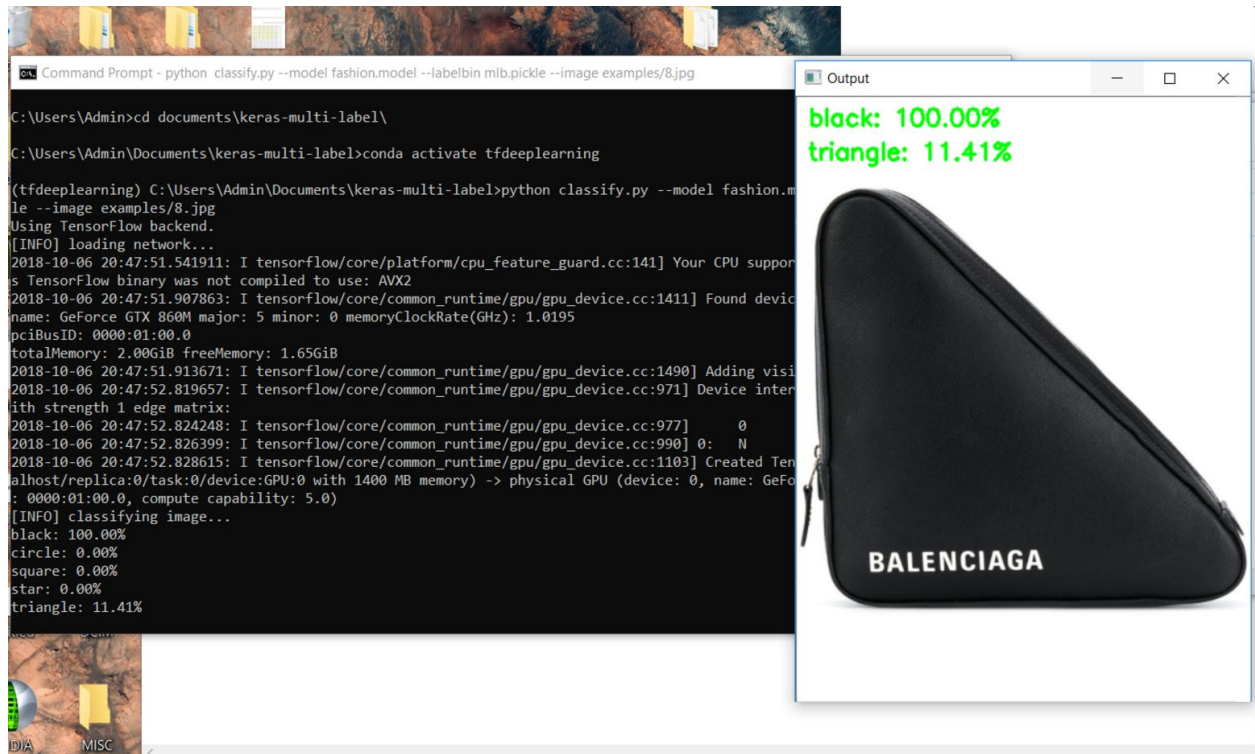 Command Prompt - python classify.py --model fashion.model --labelbin mlb.pickle --image examples/8.jpg
C:\Users\Admin>cd documents\keras-multi-label\
C:\Users\Admin\Documents\keras-multi-label>conda activate tfdeeplearning
(tfdeeplearning) C:\Users\Admin\Documents\keras-multi-label>python classify.py --model fashion.m
le --image examples/8.jpg
Using TensorFlow backend.
[INFO] loading network...
2018-10-06 20:47:51.541911: I tensorflow/core/platform/cpu_feature_guard.cc:141] Your CPU suppor
s TensorFlow binary was not compiled to use: AVX2
2018-10-06 20:47:51.907863: I tensorflow/core/common_runtime/gpu/gpu_device.cc:1411] Found devic
name: GeForce GTX 860M major: 5 minor: 0 memoryClockRate(GHz): 1.0195
pciBusID: 0000:01:00.0
totalMemory: 2.00GiB freeMemory: 1.65GiB
2018-10-06 20:47:51.913671: I tensorflow/core/common_runtime/gpu/gpu_device.cc:1490] Adding visi
2018-10-06 20:47:52.819657: I tensorflow/core/common_runtime/gpu/gpu_device.cc:971] Device inter
ith strength 1 edge matrix:
2018-10-06 20:47:52.824248: I tensorflow/core/common_runtime/gpu/gpu_device.cc:977]      0
2018-10-06 20:47:52.826399: I tensorflow/core/common_runtime/gpu/gpu_device.cc:990] 0:   N
2018-10-06 20:47:52.828615: I tensorflow/core/common_runtime/gpu/gpu_device.cc:1103] Created Ten
alhost/replica:0/task:0/device:GPU:0 with 1400 MB memory) -> physical GPU (device: 0, name: GeFo
: 0000:01:00.0, compute capability: 5.0)
[INFO] classifying image...
black: 100.00%
circle: 0.00%
square: 0.00%
star: 0.00%
triangle: 11.41%
Output
black: 100.00%
triangle: 11.41%
BALENCIAGA
DIA
MISC